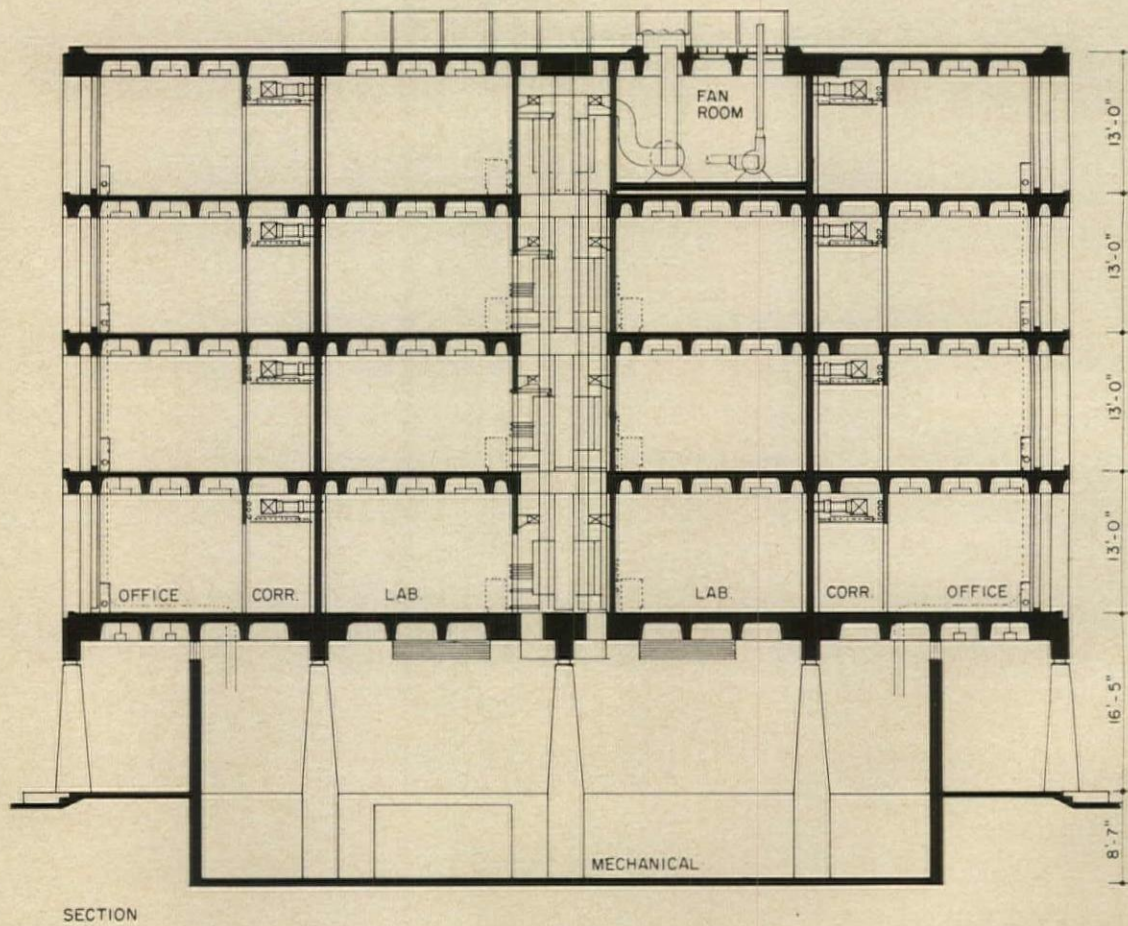 FAN
ROOM
13'-0"
13'-0"
13'-0"
13'-0"
OFFICE CORR. LAB. LAB. CORR. OFFICE
16'-5"
8'-7"
MECHANICAL
SECTION